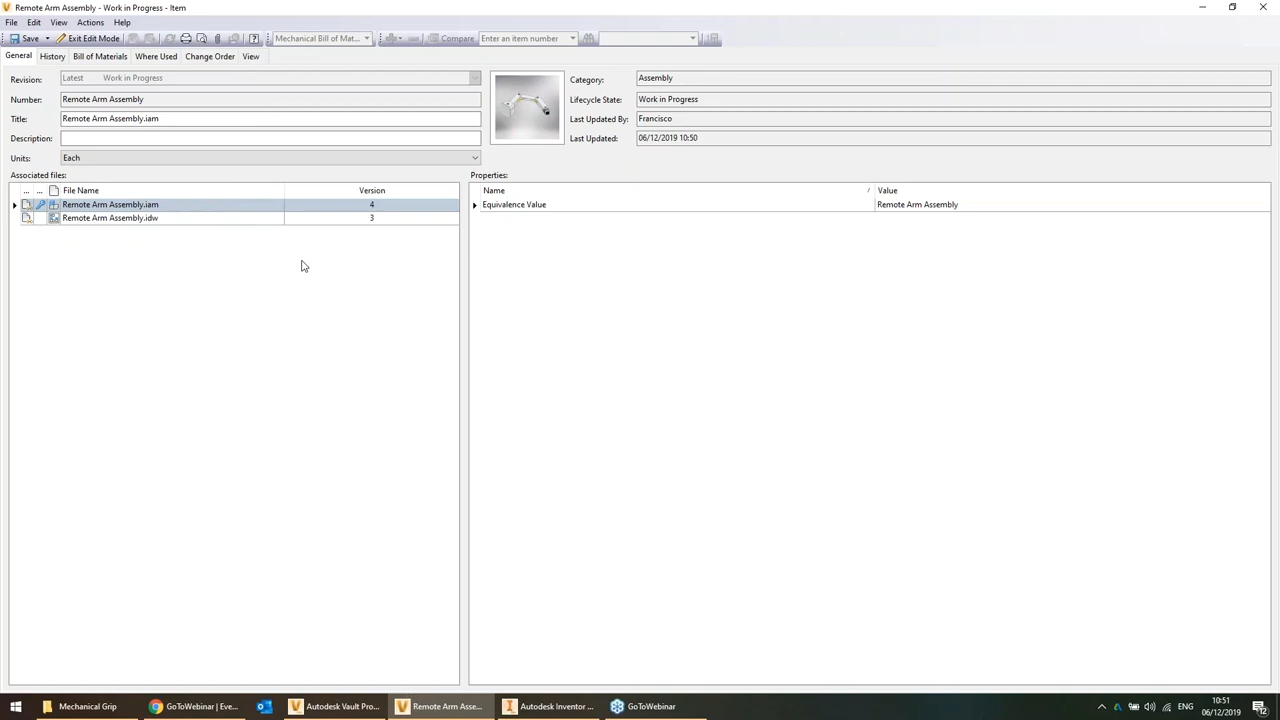 Remote Arm Assembly - Work in Progress - Item
File Edit View Actions Help
Save Exit Edit Mode Mechanical Bill of Mat... Compare Enter an item number
General History Bill of Materials Where Used Change Order View
Revision: Latest Work in Progress
Number: Remote Arm Assembly
Title: Remote Arm Assembly.iam
Description:
Units: Each
Category: Assembly
Lifecycle State: Work in Progress
Last Updated By: Francisco
Last Updated: 06/12/2019 10:50
Associated files:
... ... File Name Version
Remote Arm Assembly.iam 4
Remote Arm Assembly.idw 3
Properties:
Name Value
Equivalence Value Remote Arm Assembly
Mechanical Grip GoToWebinar | Eve... Autodesk Vault Pro... Remote Arm Asse... Autodesk Inventor ... GoToWebinar ENG 10:51
06/12/2019